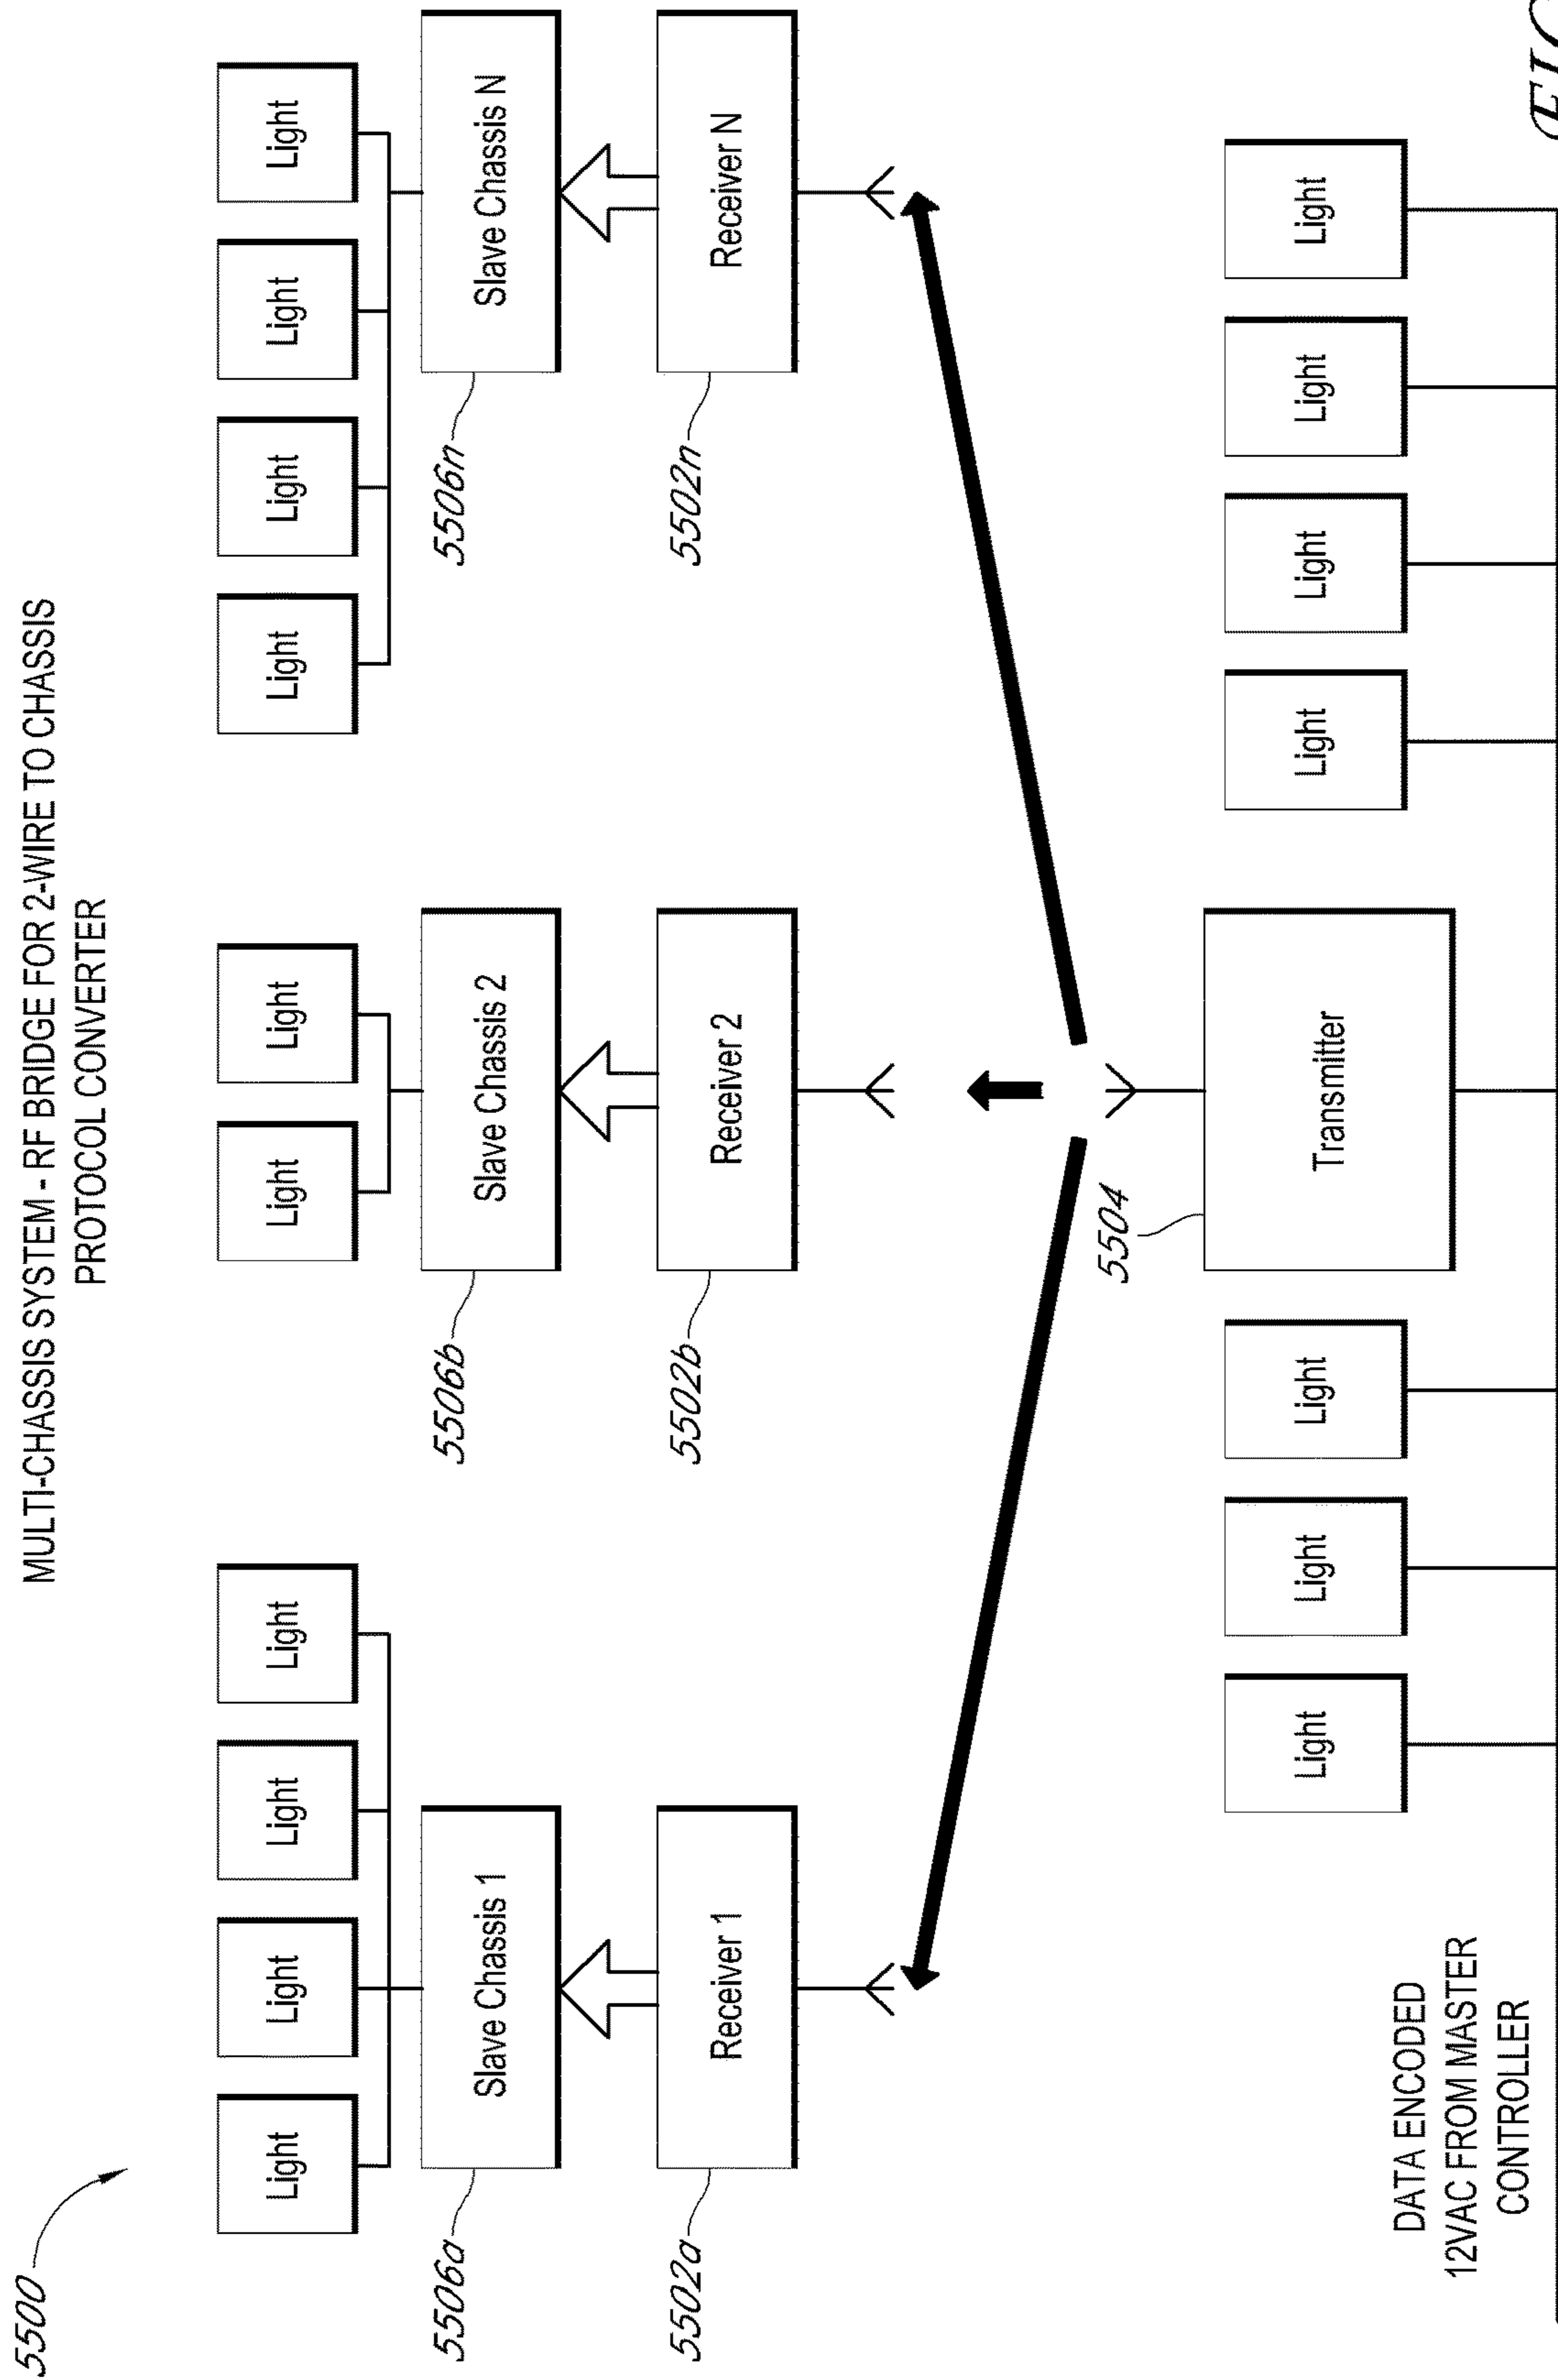 MULTI-CHASSIS SYSTEM - RF BRIDGE FOR 2-WIRE TO CHASSIS
PROTOCOL CONVERTER
5500
Light
Light
Light
Light
Light
Light
Light
Light
Light
Light
5506a
Slave Chassis 1
5506b
Slave Chassis 2
5506n
Slave Chassis N
5502a
Receiver 1
5502b
Receiver 2
5502n
Receiver N
5504
Transmitter
Light
Light
Light
Light
Light
Light
Light
DATA ENCODED
12VAC FROM MASTER
CONTROLLER